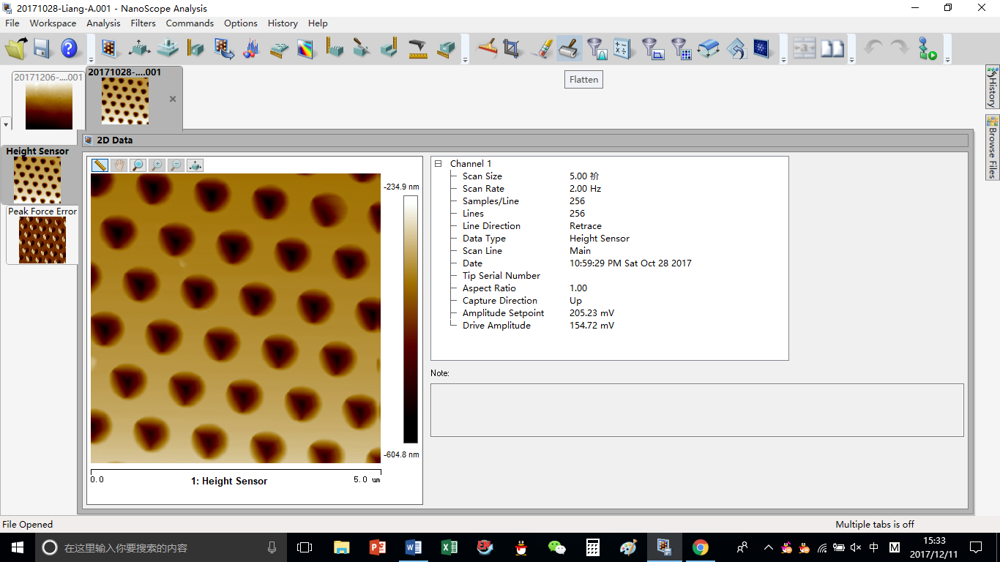 20171028-Liang-A.001 - NanoScope Analysis
File Workspace Analysis Filters Commands Options History Help
20171206-....001
20171028-....001
Flatten
History
Browse Files
2D Data
Height Sensor
Peak Force Error
-234.9 nm
-604.8 nm
0.0
1: Height Sensor
5.0 um
Channel 1
Scan Size 5.00 祄
Scan Rate 2.00 Hz
Samples/Line 256
Lines 256
Line Direction Retrace
Data Type Height Sensor
Scan Line Main
Date 10:59:29 PM Sat Oct 28 2017
Tip Serial Number
Aspect Ratio 1.00
Capture Direction Up
Amplitude Setpoint 205.23 mV
Drive Amplitude 154.72 mV
Note:
File Opened
Multiple tabs is off
在这里输入你要搜索的内容
中
M
15:33
2017/12/11